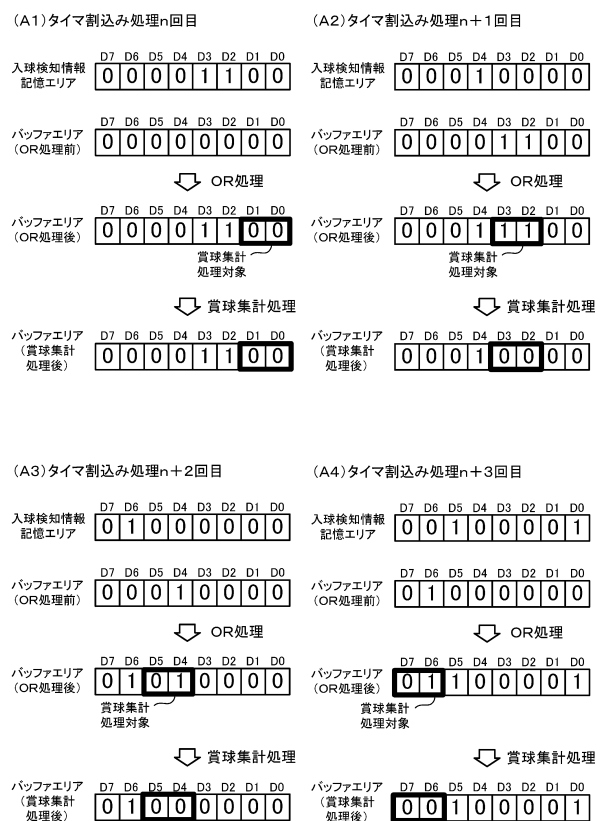 (A1)タイマ割込み処理n回目
D7 D6 D5 D4 D3 D2 D1 D0
入球検知情報
記憶エリア
0 0 0 0 1 1 0 0
D7 D6 D5 D4 D3 D2 D1 D0
バッファエリア
(OR処理前)
0 0 0 0 0 0 0 0
OR処理
D7 D6 D5 D4 D3 D2 D1 D0
バッファエリア
(OR処理後)
0 0 0 0 1 1 0 0
賞球集計
処理対象
賞球集計処理
D7 D6 D5 D4 D3 D2 D1 D0
バッファエリア
(賞球集計
処理後)
0 0 0 0 1 1 0 0
(A2)タイマ割込み処理n+1回目
D7 D6 D5 D4 D3 D2 D1 D0
入球検知情報
記憶エリア
0 0 0 1 0 0 0 0
D7 D6 D5 D4 D3 D2 D1 D0
バッファエリア
(OR処理前)
0 0 0 0 1 1 0 0
OR処理
D7 D6 D5 D4 D3 D2 D1 D0
バッファエリア
(OR処理後)
0 0 0 1 1 1 0 0
賞球集計
処理対象
賞球集計処理
D7 D6 D5 D4 D3 D2 D1 D0
バッファエリア
(賞球集計
処理後)
0 0 0 1 0 0 0 0
(A3)タイマ割込み処理n+2回目
D7 D6 D5 D4 D3 D2 D1 D0
入球検知情報
記憶エリア
0 1 0 0 0 0 0 0
D7 D6 D5 D4 D3 D2 D1 D0
バッファエリア
(OR処理前)
0 0 0 1 0 0 0 0
OR処理
D7 D6 D5 D4 D3 D2 D1 D0
バッファエリア
(OR処理後)
0 1 0 1 0 0 0 0
賞球集計
処理対象
賞球集計処理
D7 D6 D5 D4 D3 D2 D1 D0
バッファエリア
(賞球集計
処理後)
0 1 0 0 0 0 0 0
(A4)タイマ割込み処理n+3回目
D7 D6 D5 D4 D3 D2 D1 D0
入球検知情報
記憶エリア
0 0 1 0 0 0 0 1
D7 D6 D5 D4 D3 D2 D1 D0
バッファエリア
(OR処理前)
0 1 0 0 0 0 0 0
OR処理
D7 D6 D5 D4 D3 D2 D1 D0
バッファエリア
(OR処理後)
0 1 1 0 0 0 0 1
賞球集計
処理対象
賞球集計処理
D7 D6 D5 D4 D3 D2 D1 D0
バッファエリア
(賞球集計
処理後)
0 0 1 0 0 0 0 1